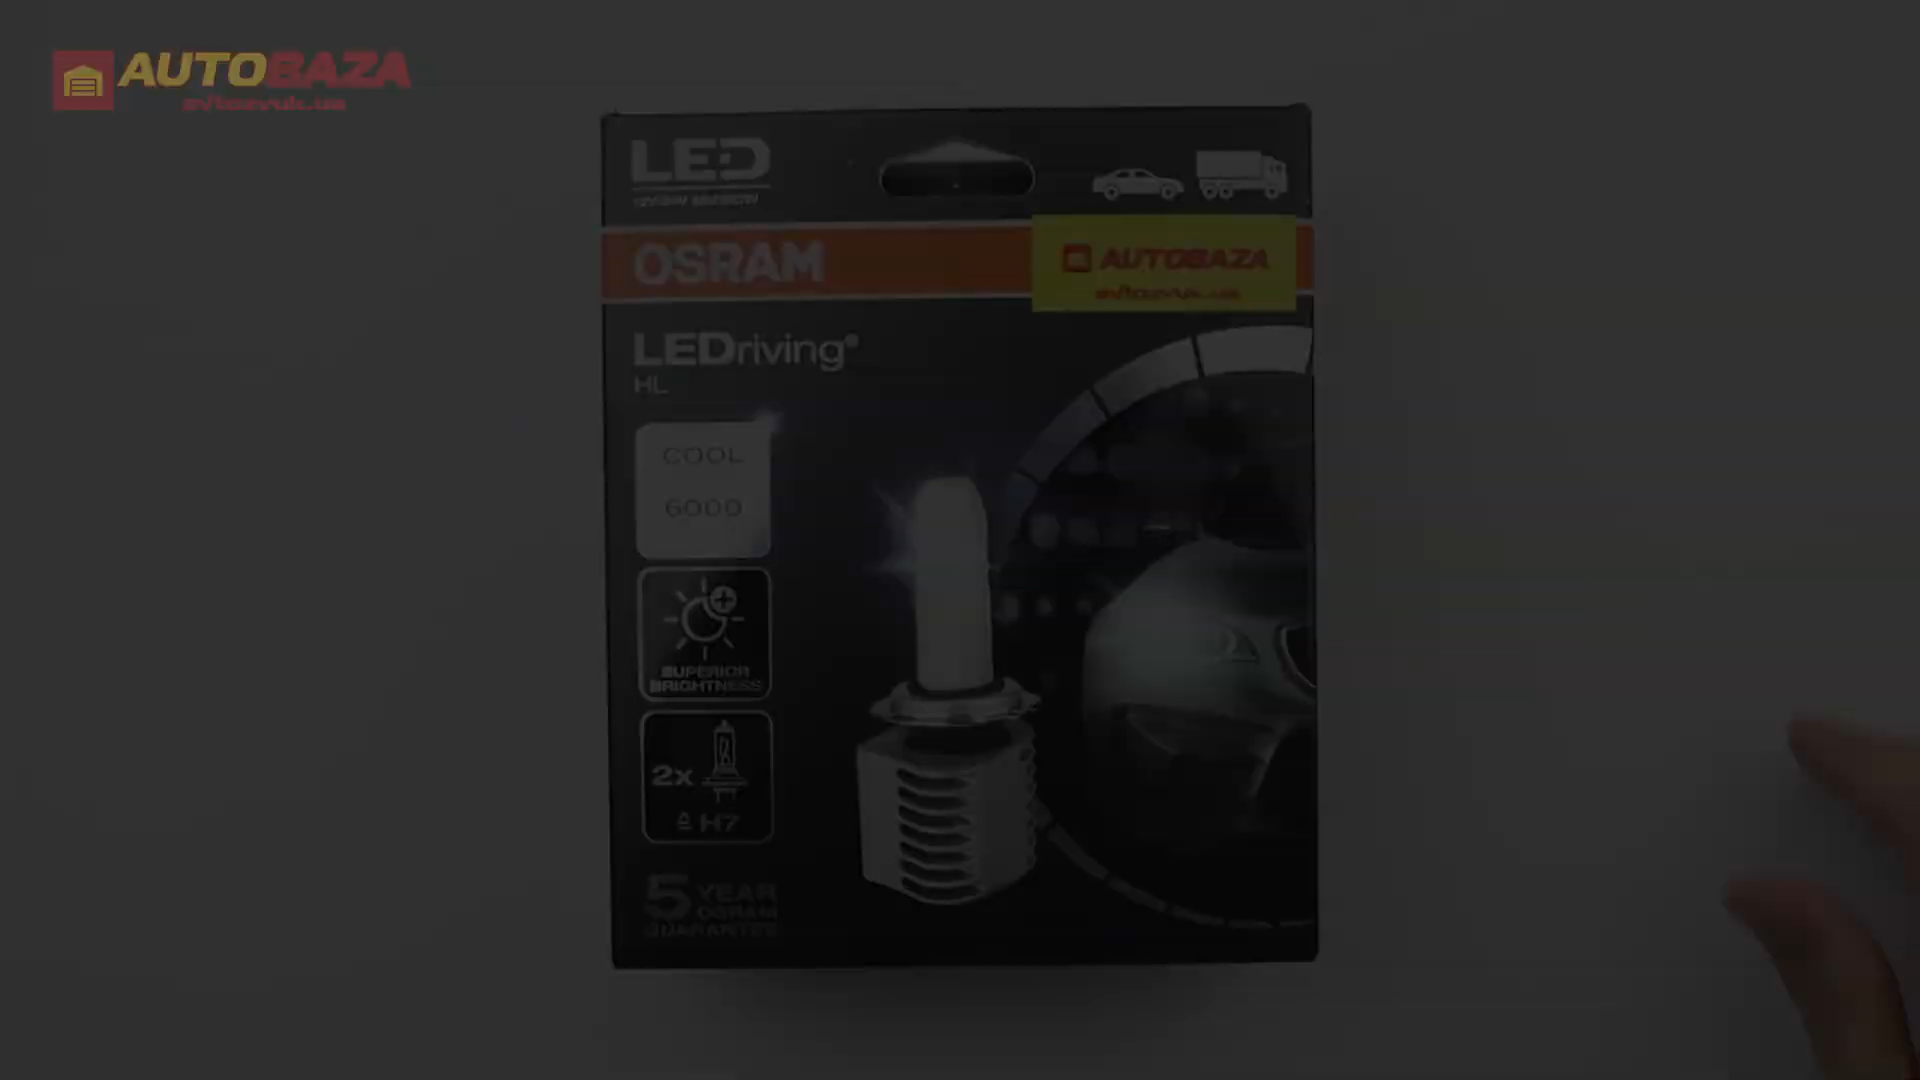 AUTOBAZA
LED
OSRAM
AUTOBAZA
LEDriving®
HL
COOL
6000
SUPERIOR
BRIGHTNESS
2x
≙ H7
5 YEAR
OSRAM
GUARANTEE